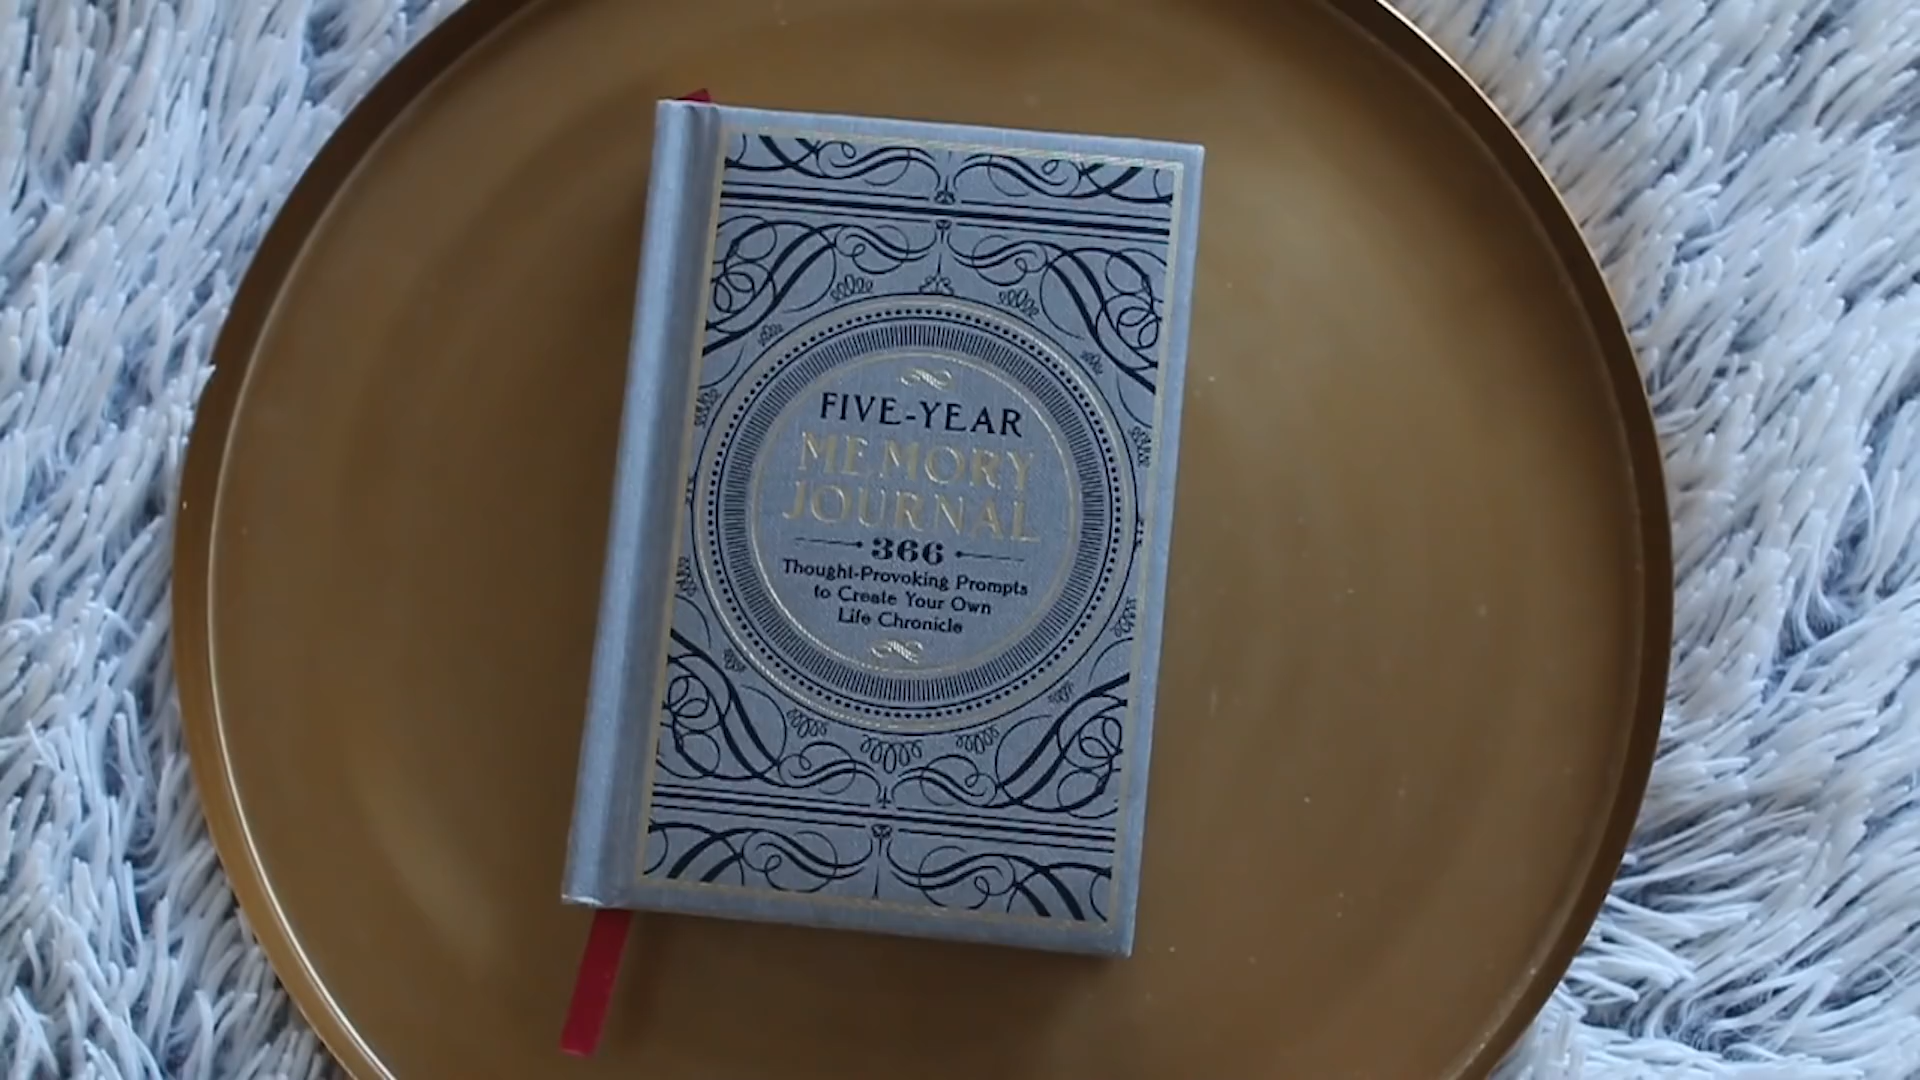 FIVE-YEAR
MEMORY
JOURNAL
366
Thought-Provoking Prompts
to Create Your Own
Life Chronicle